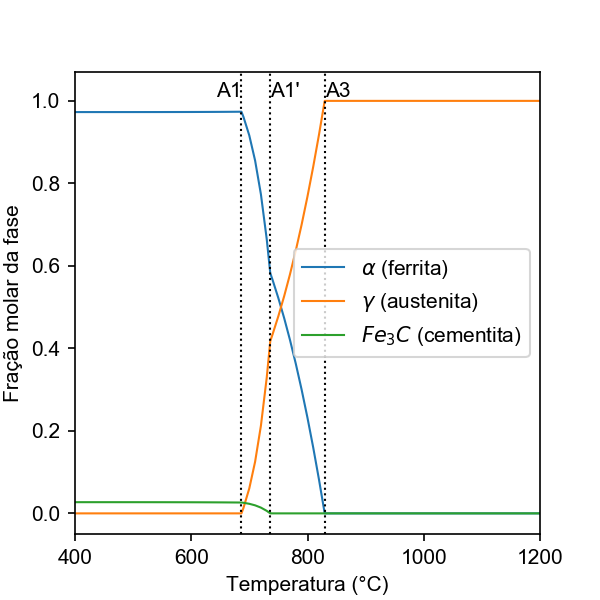 A1
A1'
A3
1.0
0.8
0.6
0.4
0.2
0.0
Fração molar da fase
α (ferrita)
γ (austenita)
Fe₃C (cementita)
400
600
800
1000
1200
Temperatura (°C)